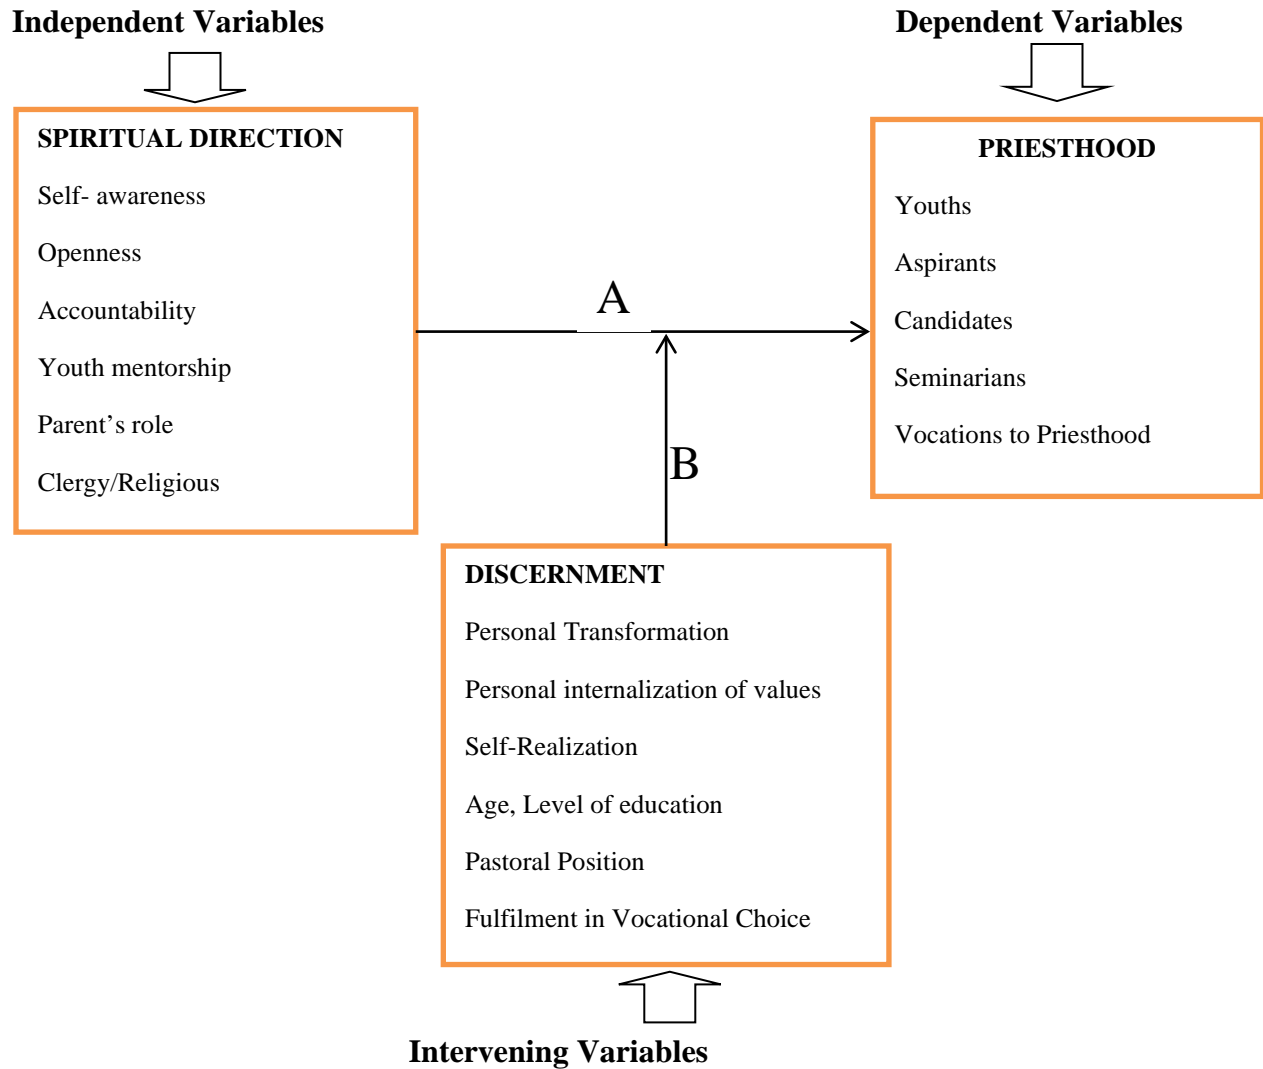 Independent Variables
Dependent Variables
SPIRITUAL DIRECTION
Self- awareness
Openness
Accountability
Youth mentorship
Parent’s role
Clergy/Religious
A
PRIESTHOOD
Youths
Aspirants
Candidates
Seminarians
Vocations to Priesthood
B
DISCERNMENT
Personal Transformation
Personal internalization of values
Self-Realization
Age, Level of education
Pastoral Position
Fulfilment in Vocational Choice
Intervening Variables